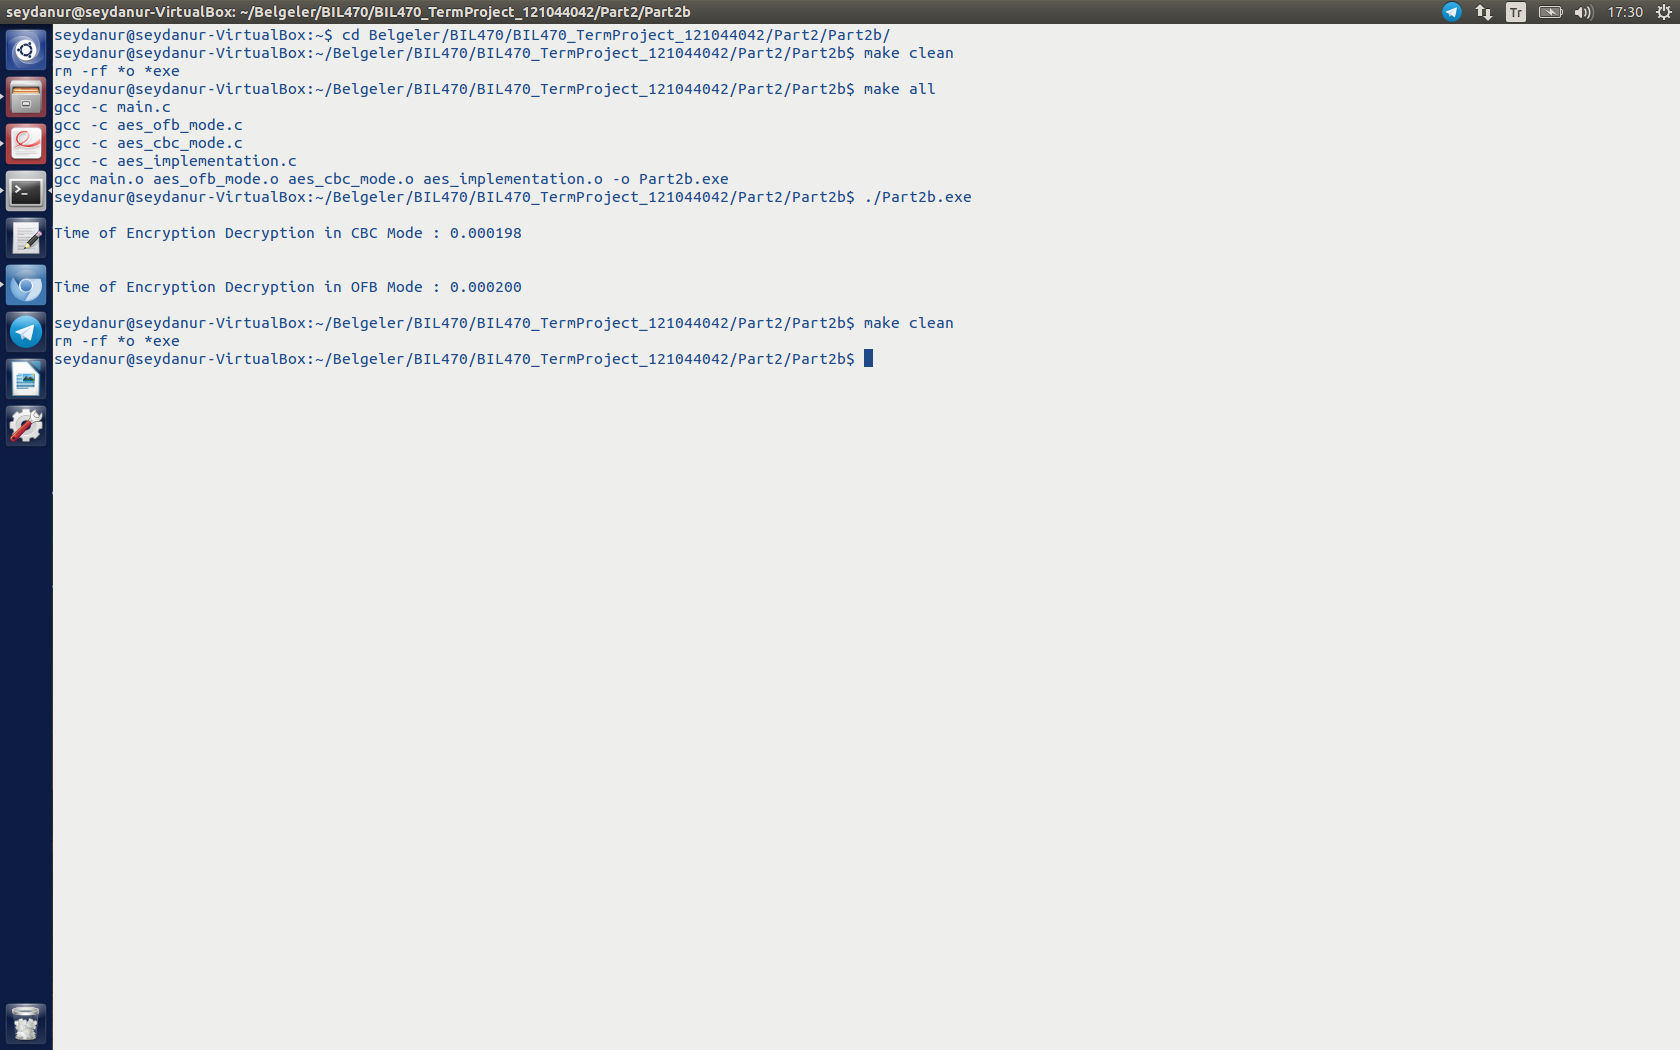 seydanur@seydanur-VirtualBox: ~/Belgeler/BIL470/BIL470_TermProject_121044042/Part2/Part2b
Tr
17:30
seydanur@seydanur-VirtualBox:~$ cd Belgeler/BIL470/BIL470_TermProject_121044042/Part2/Part2b/
seydanur@seydanur-VirtualBox:~/Belgeler/BIL470/BIL470_TermProject_121044042/Part2/Part2b$ make clean
rm -rf *o *exe
seydanur@seydanur-VirtualBox:~/Belgeler/BIL470/BIL470_TermProject_121044042/Part2/Part2b$ make all
gcc -c main.c
gcc -c aes_ofb_mode.c
gcc -c aes_cbc_mode.c
gcc -c aes_implementation.c
gcc main.o aes_ofb_mode.o aes_cbc_mode.o aes_implementation.o -o Part2b.exe
seydanur@seydanur-VirtualBox:~/Belgeler/BIL470/BIL470_TermProject_121044042/Part2/Part2b$ ./Part2b.exe
Time of Encryption Decryption in CBC Mode : 0.000198
Time of Encryption Decryption in OFB Mode : 0.000200
seydanur@seydanur-VirtualBox:~/Belgeler/BIL470/BIL470_TermProject_121044042/Part2/Part2b$ make clean
rm -rf *o *exe
seydanur@seydanur-VirtualBox:~/Belgeler/BIL470/BIL470_TermProject_121044042/Part2/Part2b$